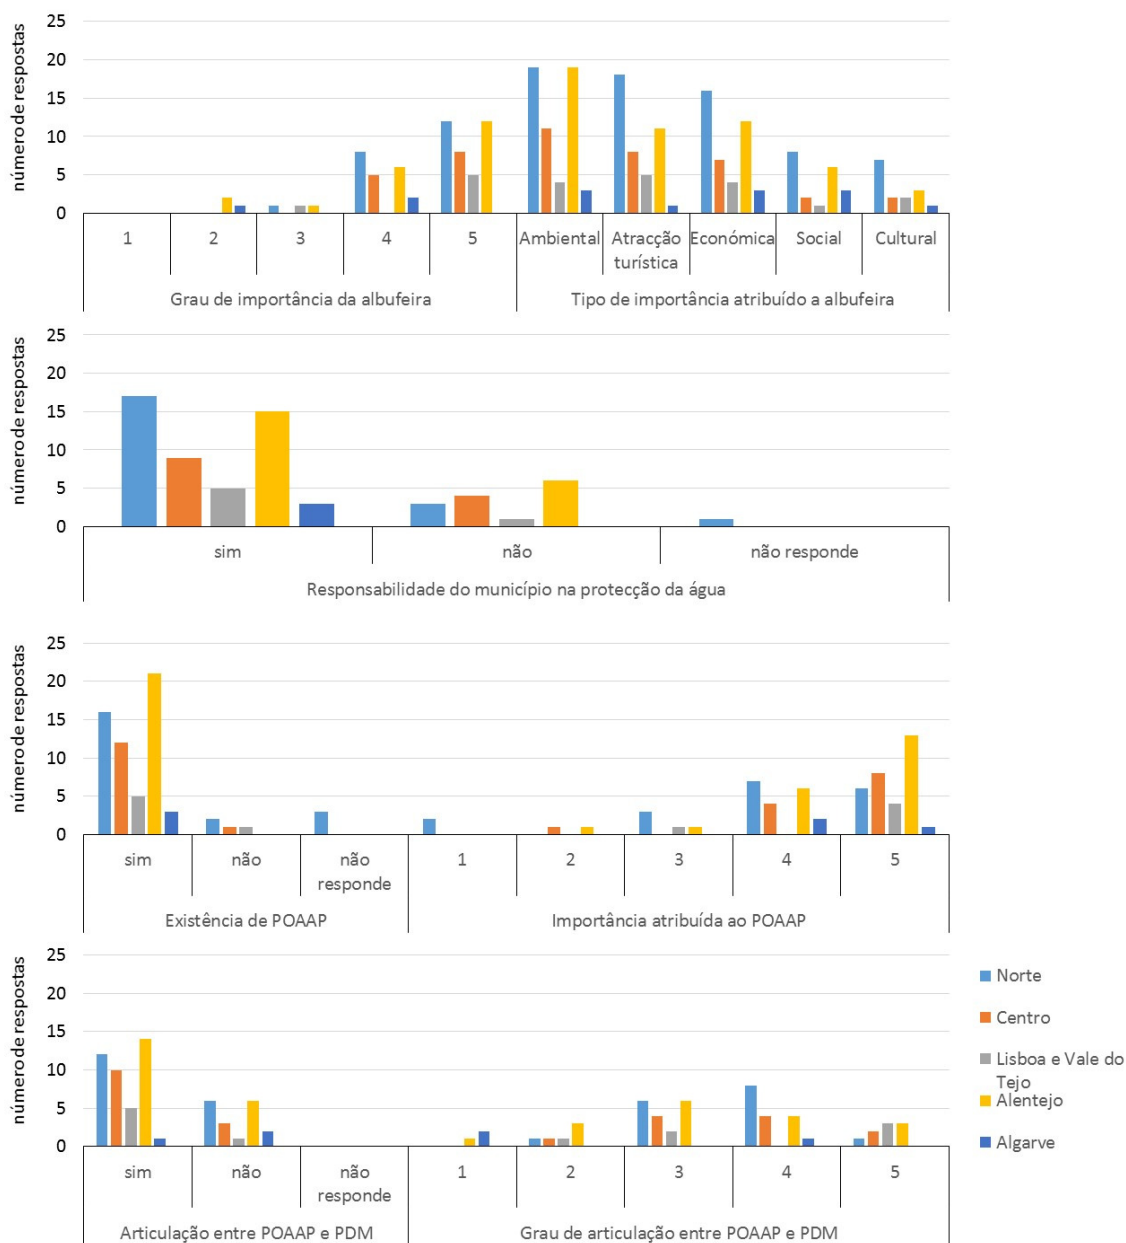 número de respostas
25
20
15
10
5
0
1 2 3 4 5 Ambiental Atracção turística Económica Social Cultural
Grau de importância da albufeira Tipo de importância atribuído a albufeira
número de respostas
25
20
15
10
5
0
sim não não responde
Responsabilidade do município na protecção da água
número de respostas
25
20
15
10
5
0
sim não não responde 1 2 3 4 5
Existência de POAAP Importância atribuída ao POAAP
número de respostas
25
20
15
10
5
0
sim não não responde 1 2 3 4 5
Articulação entre POAAP e PDM Grau de articulação entre POAAP e PDM
Norte
Centro
Lisboa e Vale do
Tejo
Alentejo
Algarve